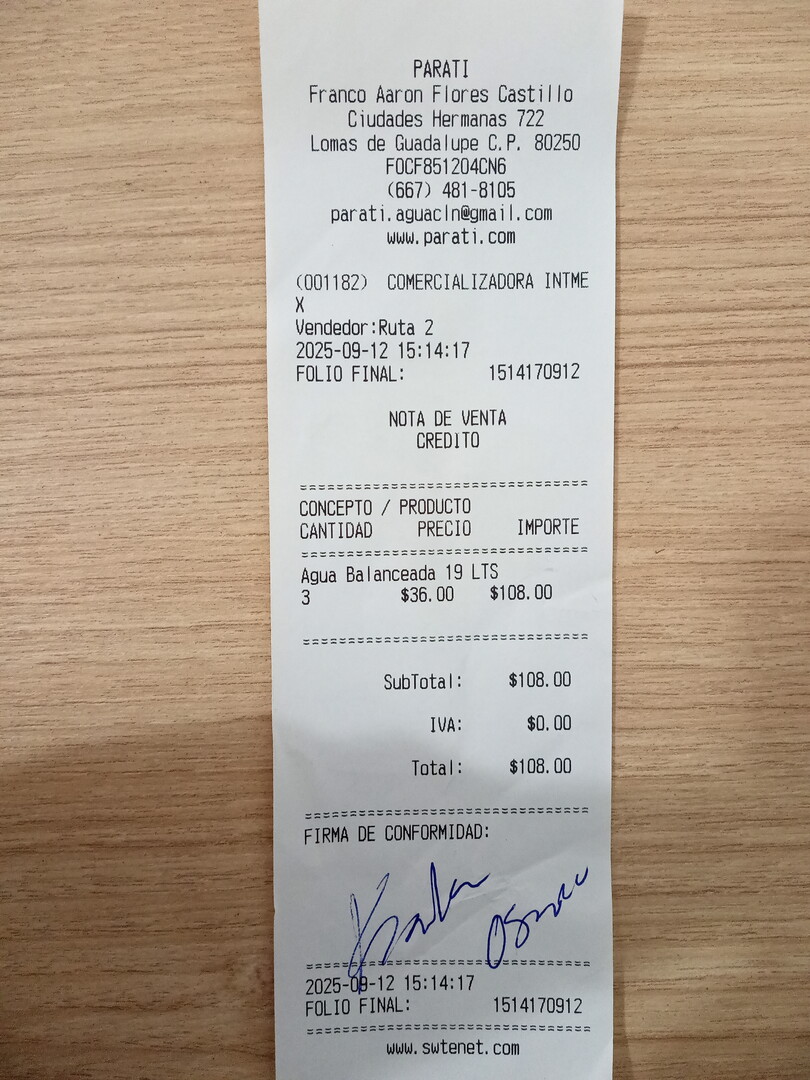 PARATI
Franco Aaron Flores Castillo
Ciudades Hermanas 722
Lomas de Guadalupe C.P. 80250
FOCF851204CN6
(667) 481-8105
parati.aguacln@gmail.com
www.parati.com
(001182) COMERCIALIZADORA INTME
X
Vendedor:Ruta 2
2025-09-12 15:14:17
FOLIO FINAL: 1514170912
NOTA DE VENTA
CREDITO
===============================
CONCEPTO / PRODUCTO
CANTIDAD PRECIO IMPORTE
===============================
Agua Balanceada 19 LTS
3 $36.00 $108.00
===============================
SubTotal: $108.00
IVA: $0.00
Total: $108.00
===============================
FIRMA DE CONFORMIDAD:
===============================
2025-09-12 15:14:17
FOLIO FINAL: 1514170912
===============================
www.swtenet.com